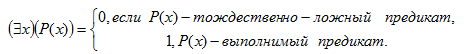 (∃x)(P(x)) = { 0, если P(x) – тождественно – ложный предикат,
1, P(x) – выполнимый предикат.